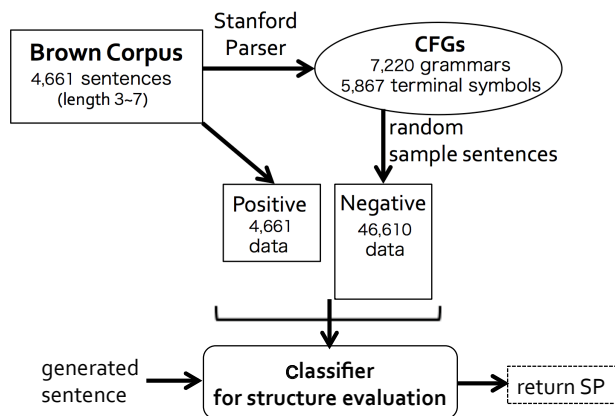 Stanford
Parser
Brown Corpus
4,661 sentences
(length 3~7)
CFGs
7,220 grammars
5,867 terminal symbols
random
sample sentences
Positive
4,661
data
Negative
46,610
data
generated
sentence
Classifier
for structure evaluation
return SP